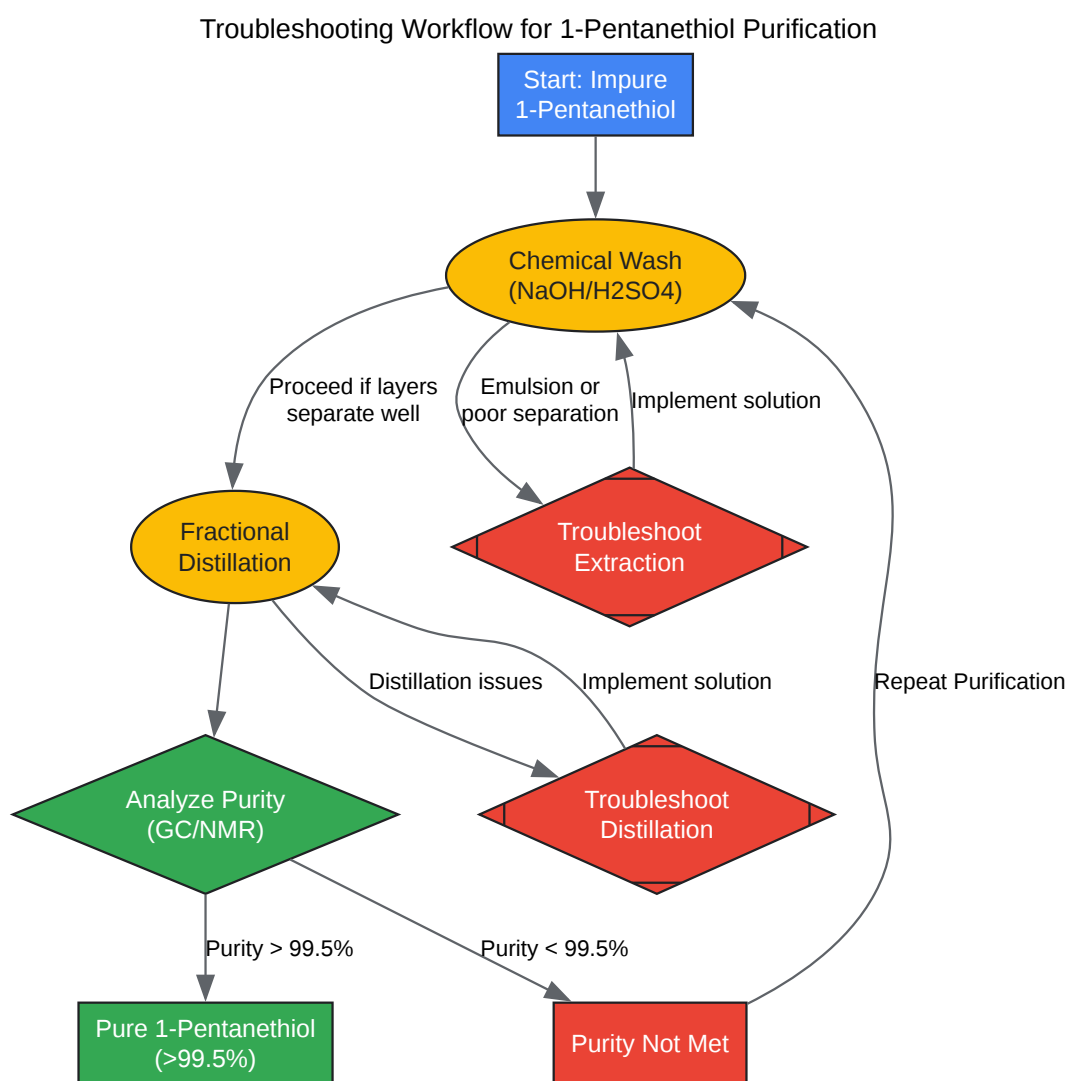 Troubleshooting Workflow for 1-Pentanethiol Purification
Start: Impure
1-Pentanethiol
Chemical Wash
(NaOH/H2SO4)
Proceed if layers
separate well
Emulsion or
poor separation
Implement solution
Fractional
Distillation
Troubleshoot
Extraction
Distillation issues
Implement solution
Repeat Purification
Analyze Purity
(GC/NMR)
Troubleshoot
Distillation
Purity > 99.5%
Purity < 99.5%
Pure 1-Pentanethiol
(>99.5%)
Purity Not Met